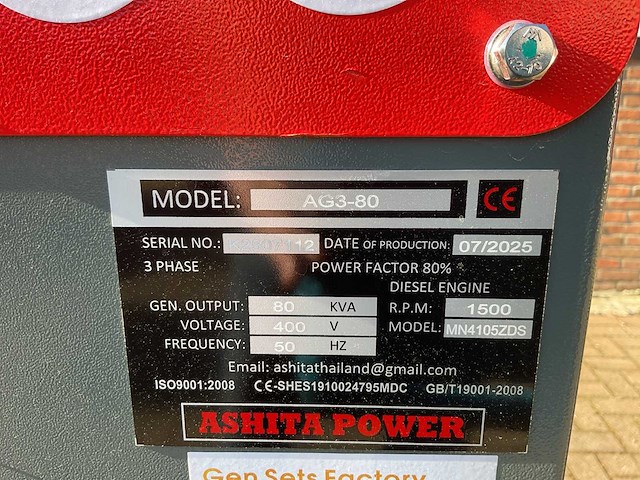 MODEL: AG3-80 CE
SERIAL NO.: DATE OF PRODUCTION: 07/2025
3 PHASE POWER FACTOR 80%
DIESEL ENGINE
GEN. OUTPUT: 80 KVA R.P.M: 1500
VOLTAGE: 400 V MODEL: MN4105ZDS
FREQUENCY: 50 HZ
Email: ashitathailand@gmail.com
ISO9001:2008 CE-SHES1910024795MDC GB/T19001-2008
ASHITA POWER
Gen Sets Factory